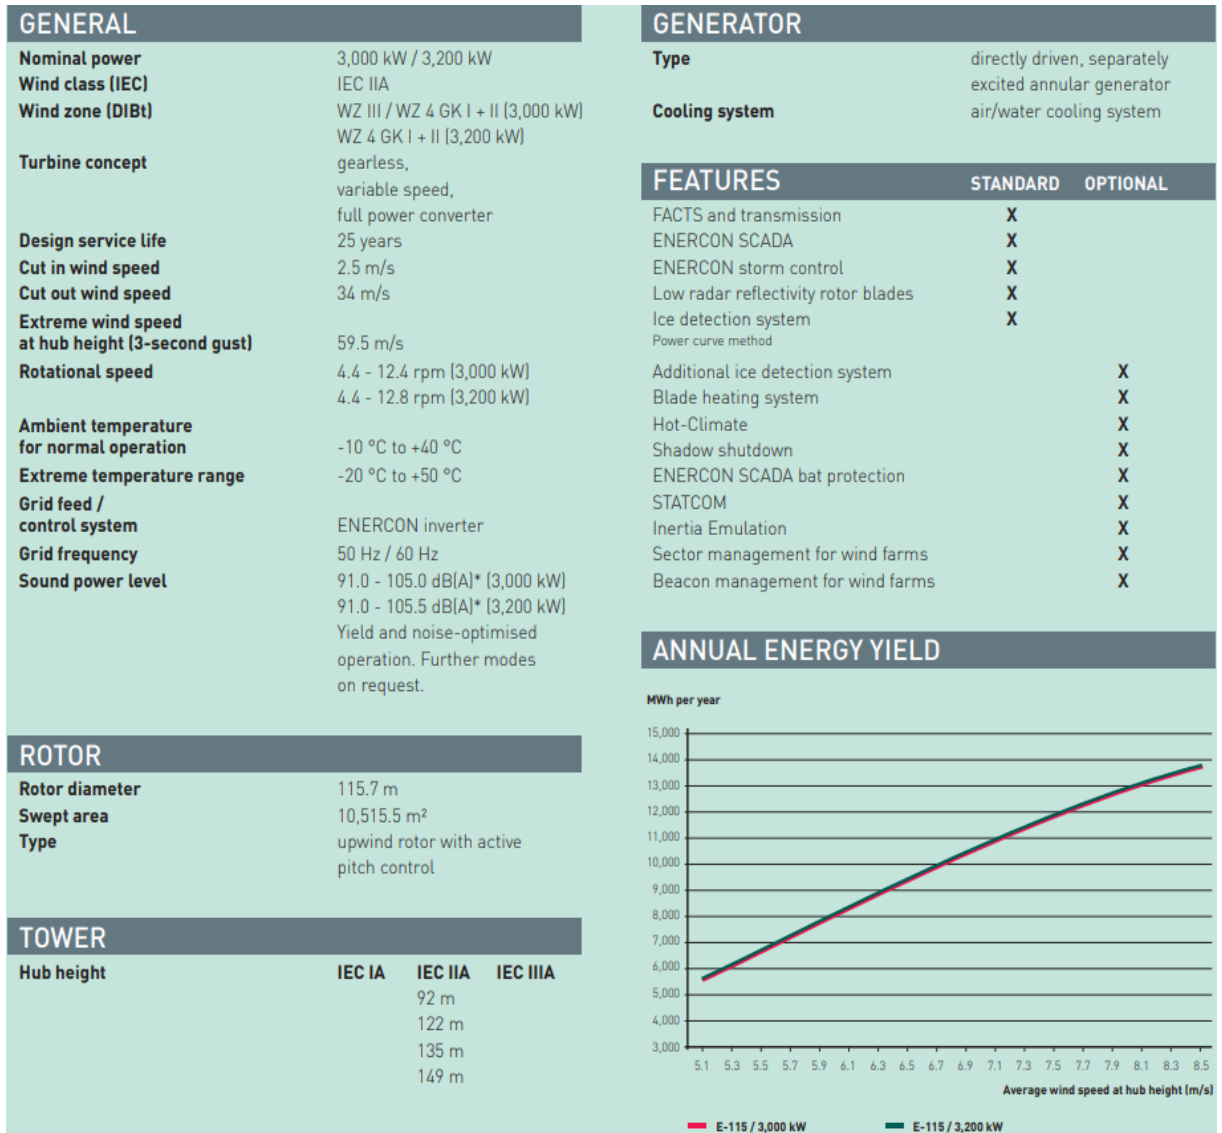 GENERAL
Nominal power 3,000 kW / 3,200 kW
Wind class (IEC) IEC IIA
Wind zone (DIBt) WZ III / WZ 4 GK I + II (3,000 kW)
WZ 4 GK I + II (3,200 kW)
Turbine concept gearless,
variable speed,
full power converter
Design service life 25 years
Cut in wind speed 2.5 m/s
Cut out wind speed 34 m/s
Extreme wind speed
at hub height (3-second gust) 59.5 m/s
Rotational speed 4.4 - 12.4 rpm (3,000 kW)
4.4 - 12.8 rpm (3,200 kW)
Ambient temperature
for normal operation -10 °C to +40 °C
Extreme temperature range -20 °C to +50 °C
Grid feed /
control system ENERCON inverter
Grid frequency 50 Hz / 60 Hz
Sound power level 91.0 - 105.0 dB(A)* (3,000 kW)
91.0 - 105.5 dB(A)* (3,200 kW)
Yield and noise-optimised
operation. Further modes
on request.
ROTOR
Rotor diameter 115.7 m
Swept area 10,515.5 m²
Type upwind rotor with active
pitch control
TOWER
Hub height IEC IA IEC IIA IEC IIIA
92 m
122 m
135 m
149 m
GENERATOR
Type directly driven, separately
excited annular generator
Cooling system air/water cooling system
FEATURES STANDARD OPTIONAL
FACTS and transmission X
ENERCON SCADA X
ENERCON storm control X
Low radar reflectivity rotor blades X
Ice detection system X
Power curve method
Additional ice detection system X
Blade heating system X
Hot-Climate X
Shadow shutdown X
ENERCON SCADA bat protection X
STATCOM X
Inertia Emulation X
Sector management for wind farms X
Beacon management for wind farms X
ANNUAL ENERGY YIELD
MWh per year
15,000
14,000
13,000
12,000
11,000
10,000
9,000
8,000
7,000
6,000
5,000
4,000
3,000
5.1 5.3 5.5 5.7 5.9 6.1 6.3 6.5 6.7 6.9 7.1 7.3 7.5 7.7 7.9 8.1 8.3 8.5
Average wind speed at hub height (m/s)
E-115 / 3,000 kW E-115 / 3,200 kW